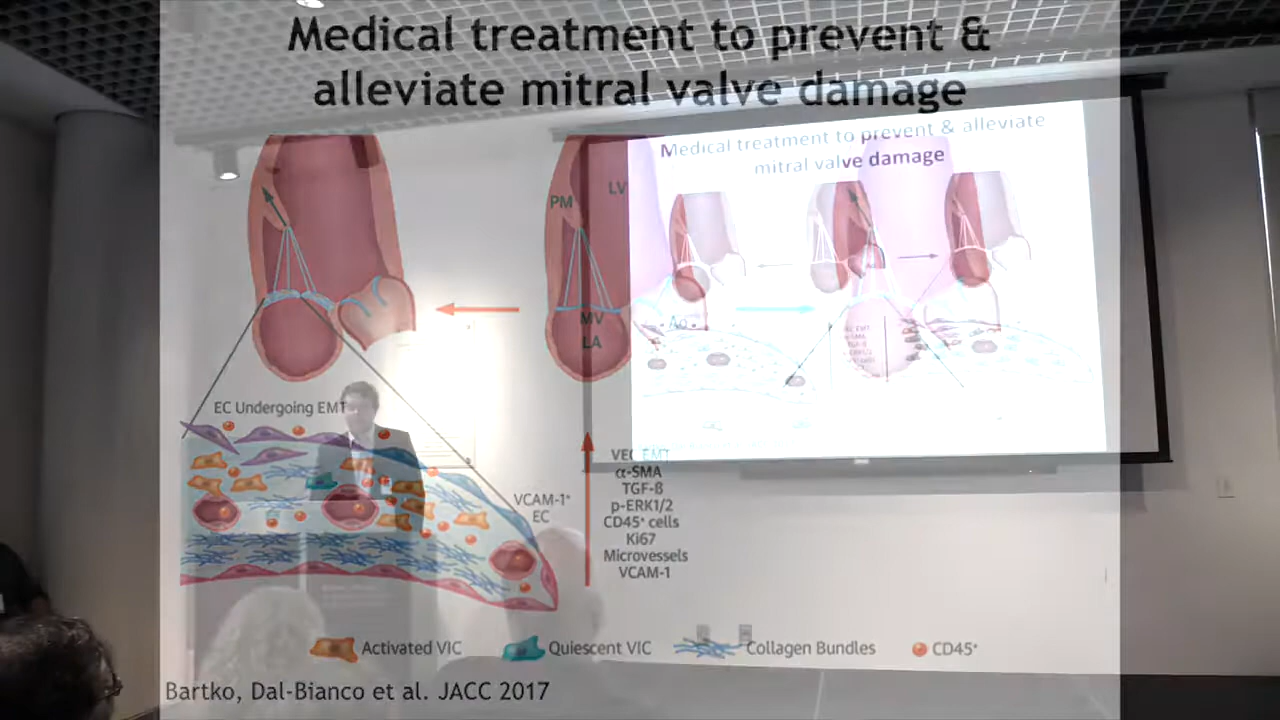 Medical treatment to prevent &
alleviate mitral valve damage
Medical treatment to prevent & alleviate
mitral valve damage
PM
LV
MV
LA
Ao
EC Undergoing EMT
VCAM-1⁺
EC
VEC EMT
α-SMA
TGF-ß
p-ERK1/2
CD45⁺ cells
Ki67
Microvessels
VCAM-1
Activated VIC
Quiescent VIC
Collagen Bundles
CD45⁺
Bartko, Dal-Bianco et al. JACC 2017